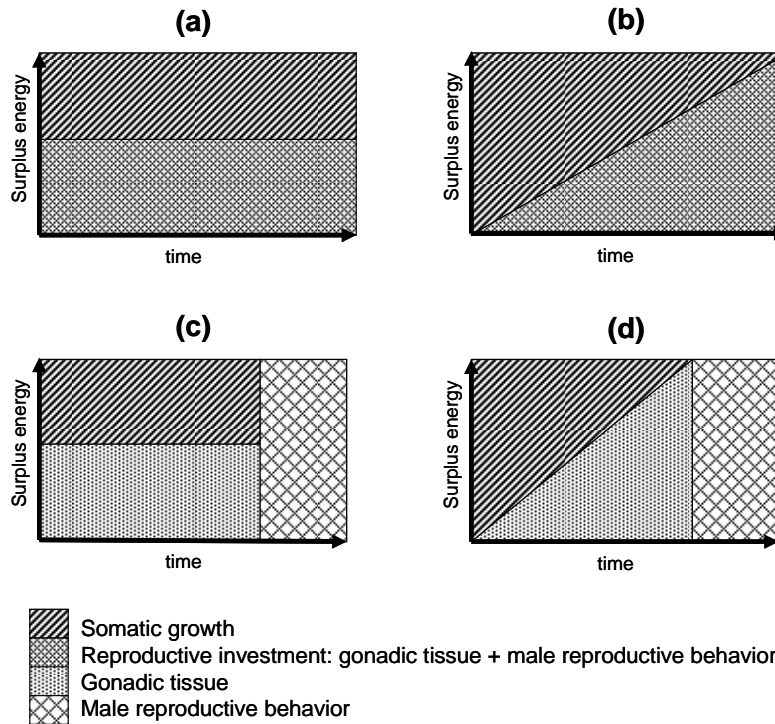 (a)
(b)
Surplus energy
Surplus energy
time
time
(c)
(d)
Surplus energy
Surplus energy
time
time
Somatic growth
Reproductive investment: gonadic tissue + male reproductive behavior
Gonadic tissue
Male reproductive behavior